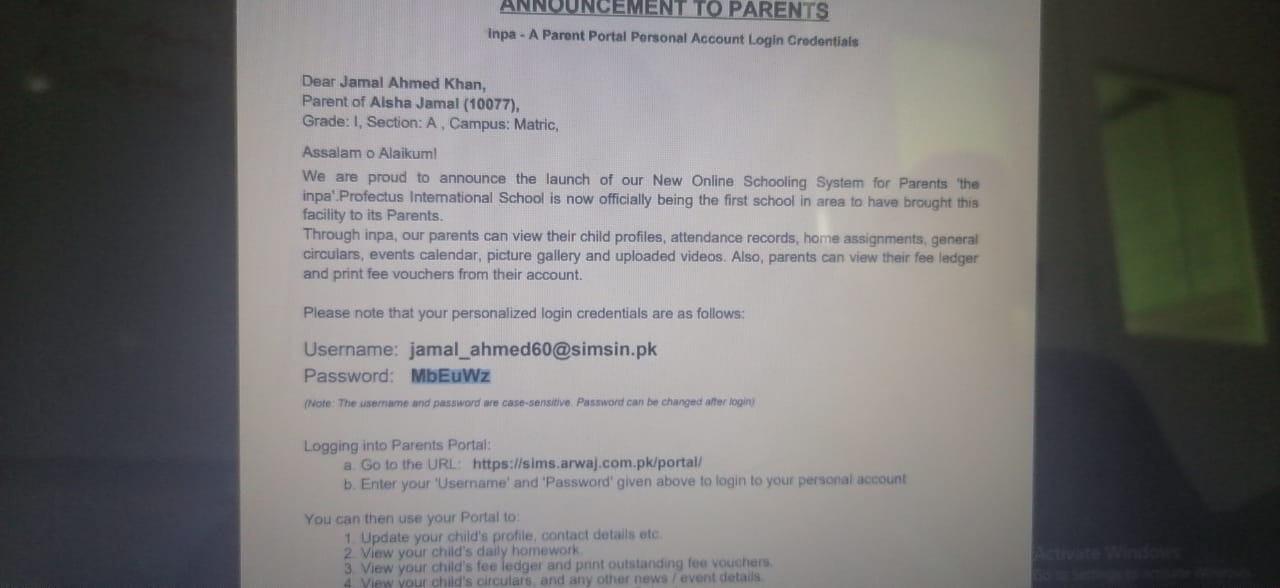 ANNOUNCEMENT TO PARENTS
Inpa - A Parent Portal Personal Account Login Credentials
Dear Jamal Ahmed Khan,
Parent of Aisha Jamal (10077),
Grade: I, Section: A , Campus: Matric,
Assalam o Alaikum!
We are proud to announce the launch of our New Online Schooling System for Parents 'the
inpa'.Profectus International School is now officially being the first school in area to have brought this
facility to its Parents.
Through inpa, our parents can view their child profiles, attendance records, home assignments, general
circulars, events calendar, picture gallery and uploaded videos. Also, parents can view their fee ledger
and print fee vouchers from their account.
Please note that your personalized login credentials are as follows:
Username: jamal_ahmed60@simsin.pk
Password: MbEuWz
(Note: The username and password are case-sensitive. Password can be changed after login)
Logging into Parents Portal:
a. Go to the URL: https://sims.arwaj.com.pk/portal/
b. Enter your 'Username' and 'Password' given above to login to your personal account
You can then use your Portal to:
1. Update your child's profile, contact details etc.
2. View your child's daily homework.
3. View your child's fee ledger and print outstanding fee vouchers.
4. View your child's circulars, and any other news / event details.
Activate Windows
Go to Settings to activate Windows.